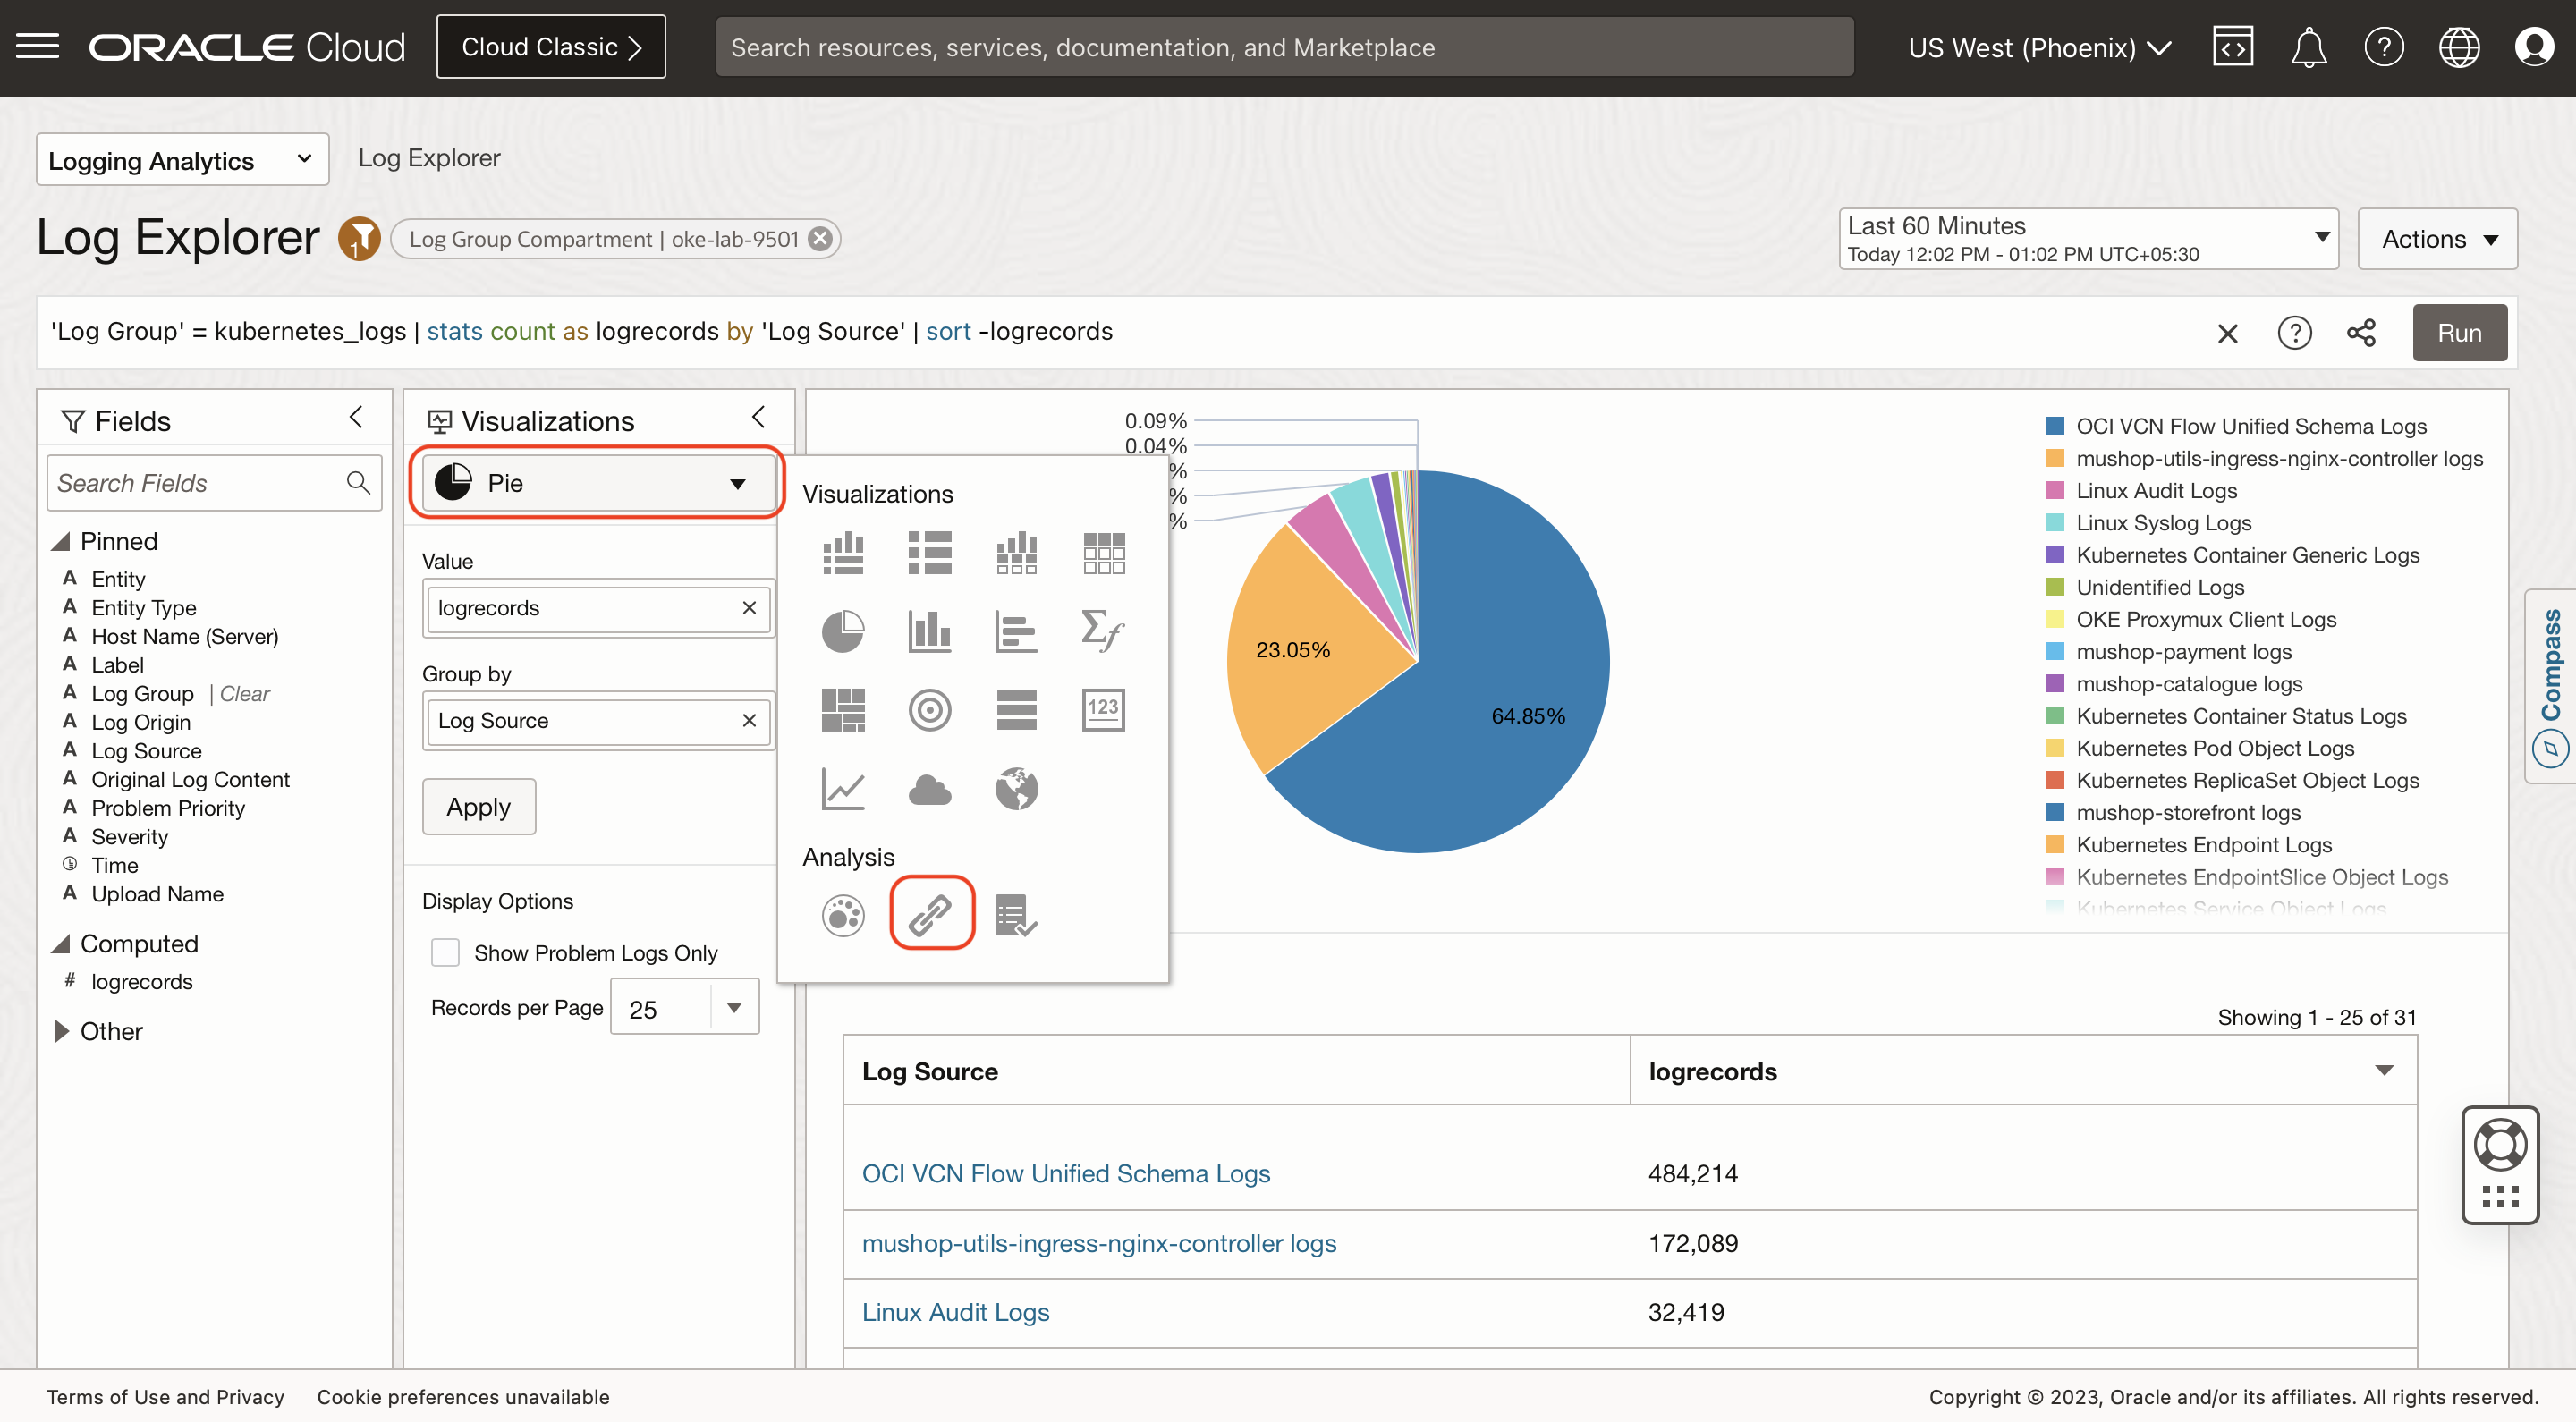 ORACLE Cloud
Cloud Classic
Search resources, services, documentation, and Marketplace
US West (Phoenix)
Logging Analytics
Log Explorer
Log Explorer
1
Log Group Compartment | oke-lab-9501
Last 60 Minutes
Today 12:02 PM - 01:02 PM UTC+05:30
Actions
'Log Group' = kubernetes_logs | stats count as logrecords by 'Log Source' | sort -logrecords
Run
Fields
Search Fields
Pinned
A Entity
A Entity Type
A Host Name (Server)
A Label
A Log Group | Clear
A Log Origin
A Log Source
A Original Log Content
A Problem Priority
A Severity
Time
A Upload Name
Computed
# logrecords
Other
Visualizations
Pie
Value
logrecords
Group by
Log Source
Apply
Display Options
Show Problem Logs Only
Records per Page 25
Visualizations
123
Analysis
0.09%
0.04%
%
%
%
23.05%
64.85%
OCI VCN Flow Unified Schema Logs
mushop-utils-ingress-nginx-controller logs
Linux Audit Logs
Linux Syslog Logs
Kubernetes Container Generic Logs
Unidentified Logs
OKE Proxymux Client Logs
mushop-payment logs
mushop-catalogue logs
Kubernetes Container Status Logs
Kubernetes Pod Object Logs
Kubernetes ReplicaSet Object Logs
mushop-storefront logs
Kubernetes Endpoint Logs
Kubernetes EndpointSlice Object Logs
Kubernetes Service Object Logs
Compass
Showing 1 - 25 of 31
Log Source logrecords
OCI VCN Flow Unified Schema Logs 484,214
mushop-utils-ingress-nginx-controller logs 172,089
Linux Audit Logs 32,419
Terms of Use and Privacy Cookie preferences unavailable
Copyright © 2023, Oracle and/or its affiliates. All rights reserved.